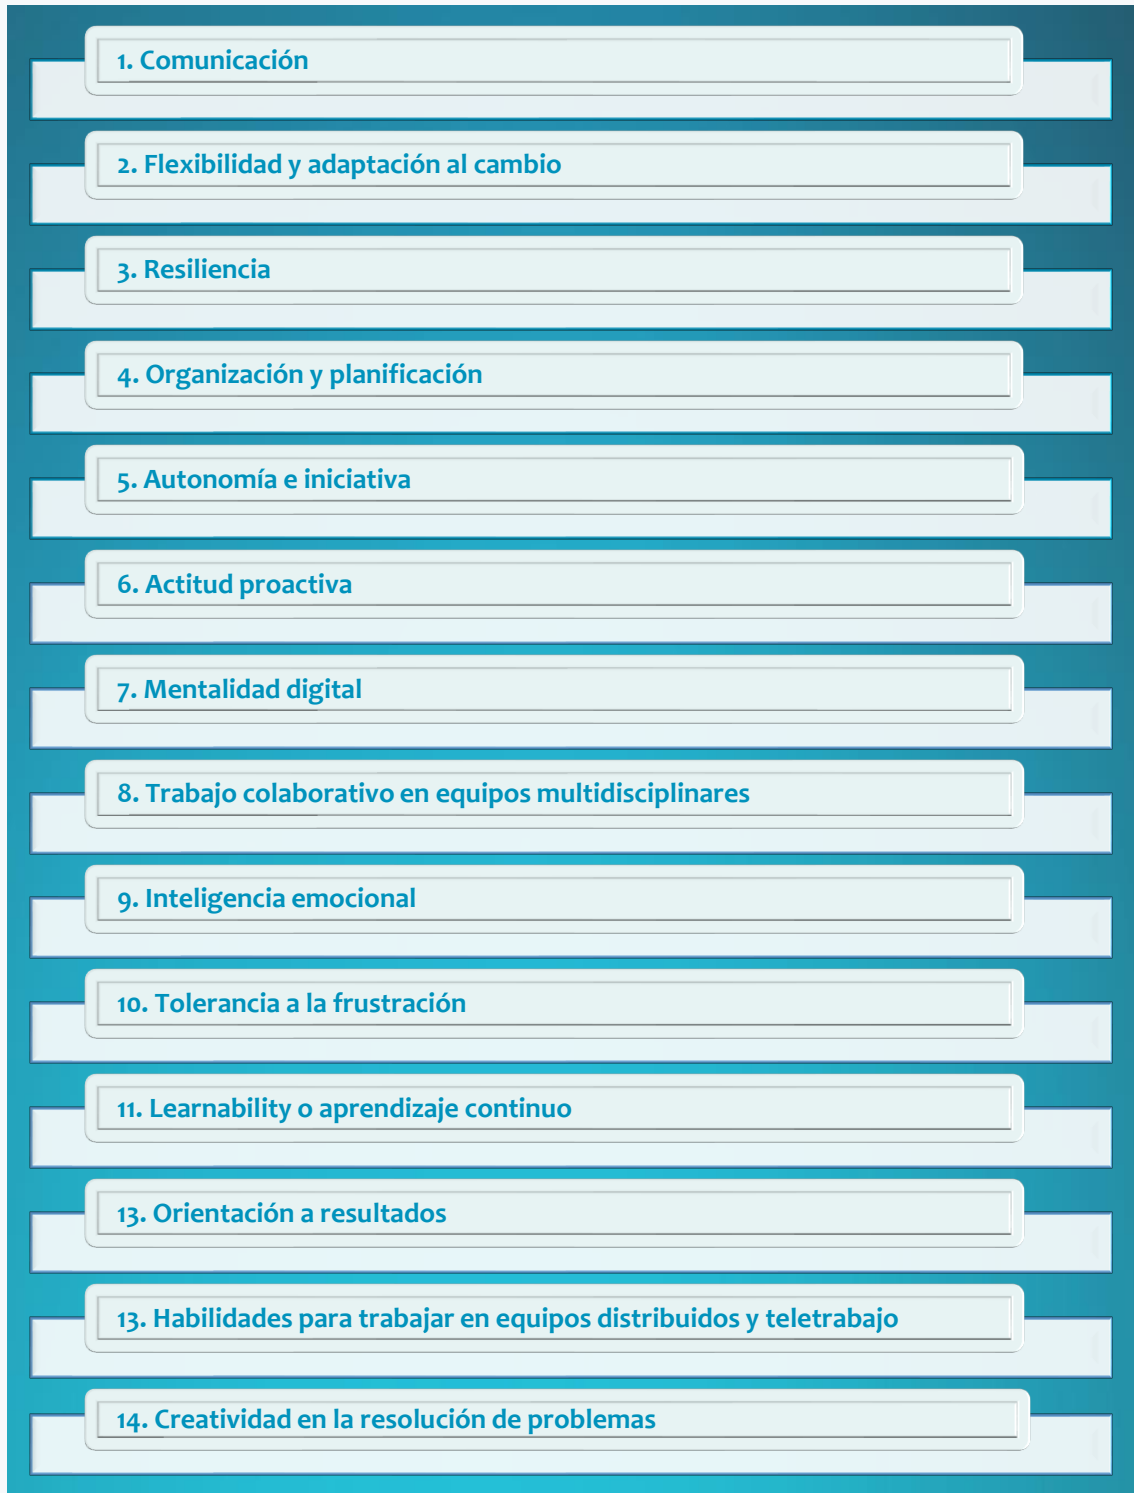 1. Comunicación
2. Flexibilidad y adaptación al cambio
3. Resiliencia
4. Organización y planificación
5. Autonomía e iniciativa
6. Actitud proactiva
7. Mentalidad digital
8. Trabajo colaborativo en equipos multidisciplinares
9. Inteligencia emocional
10. Tolerancia a la frustración
11. Learnability o aprendizaje continuo
13. Orientación a resultados
13. Habilidades para trabajar en equipos distribuidos y teletrabajo
14. Creatividad en la resolución de problemas